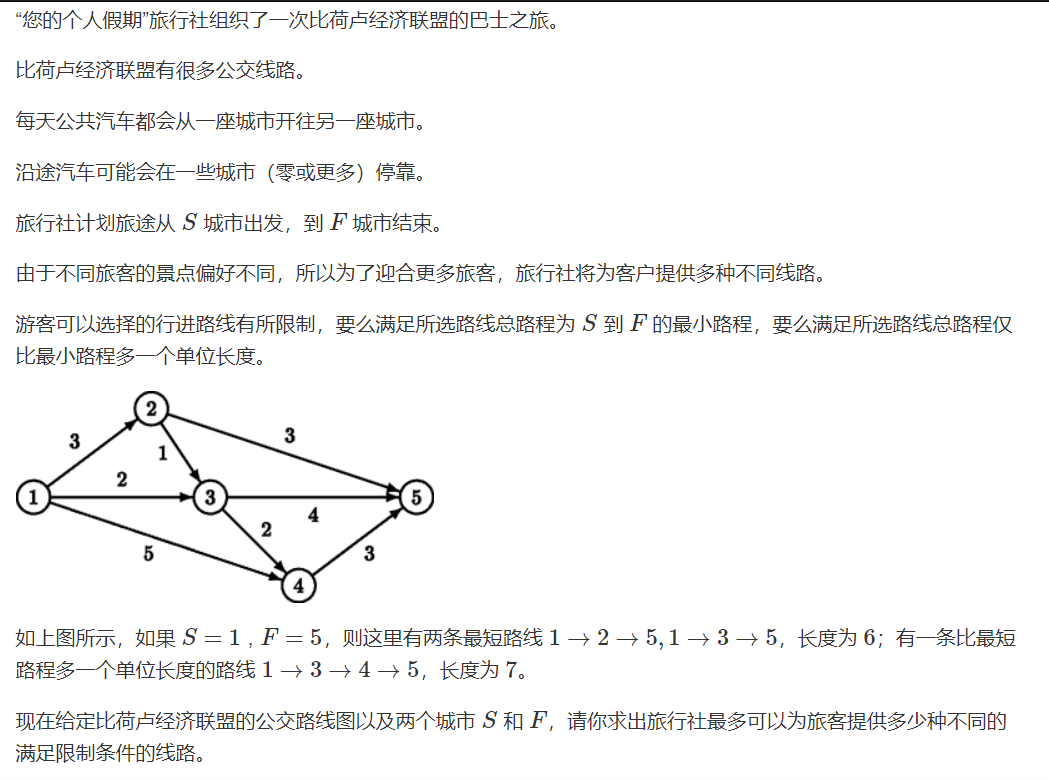 “您的个人假期”旅行社组织了一次比荷卢经济联盟的巴士之旅。
比荷卢经济联盟有很多公交线路。
每天公共汽车都会从一座城市开往另一座城市。
沿途汽车可能会在一些城市（零或更多）停靠。
旅行社计划旅途从 S 城市出发，到 F 城市结束。
由于不同旅客的景点偏好不同，所以为了迎合更多旅客，旅行社将为客户提供多种不同线路。
游客可以选择的行进路线有所限制，要么满足所选路线总路程为 S 到 F 的最小路程，要么满足所选路线总路程仅
比最小路程多一个单位长度。
2
3
3
1
2
1
3
5
4
2
5
3
4
如上图所示，如果 S = 1 , F = 5，则这里有两条最短路线 1 → 2 → 5, 1 → 3 → 5，长度为 6；有一条比最短
路程多一个单位长度的路线 1 → 3 → 4 → 5，长度为 7。
现在给定比荷卢经济联盟的公交路线图以及两个城市 S 和 F，请你求出旅行社最多可以为旅客提供多少种不同的
满足限制条件的线路。